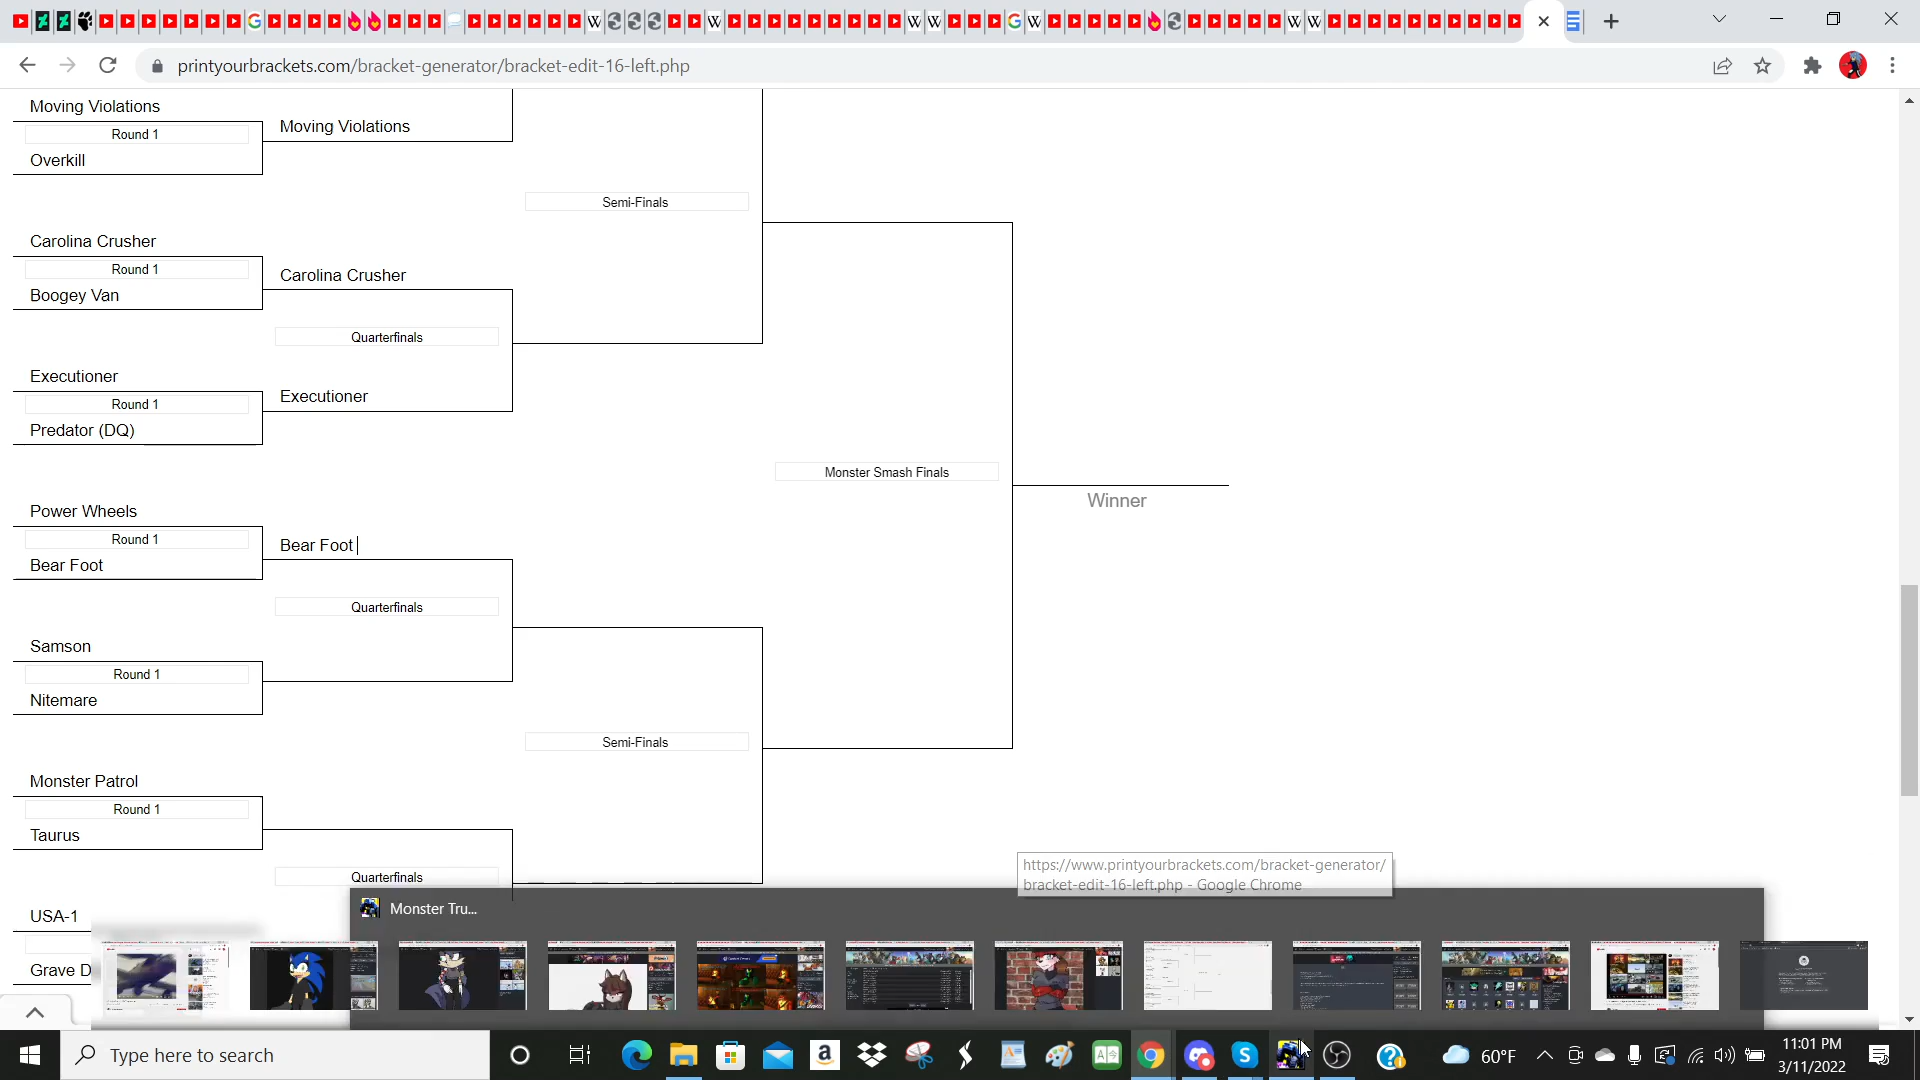 printyourbrackets.com/bracket-generator/bracket-edit-16-left.php
Moving Violations
Round 1
Moving Violations
Overkill
Semi-Finals
Carolina Crusher
Round 1
Carolina Crusher
Boogey Van
Quarterfinals
Executioner
Round 1
Executioner
Predator (DQ)
Monster Smash Finals
Winner
Power Wheels
Round 1
Bear Foot
Bear Foot
Quarterfinals
Samson
Round 1
Nitemare
Semi-Finals
Monster Patrol
Round 1
Taurus
Quarterfinals
https://www.printyourbrackets.com/bracket-generator/
bracket-edit-16-left.php - Google Chrome
USA-1
Monster Tru...
Grave D
Type here to search
60°F
11:01 PM
3/11/2022